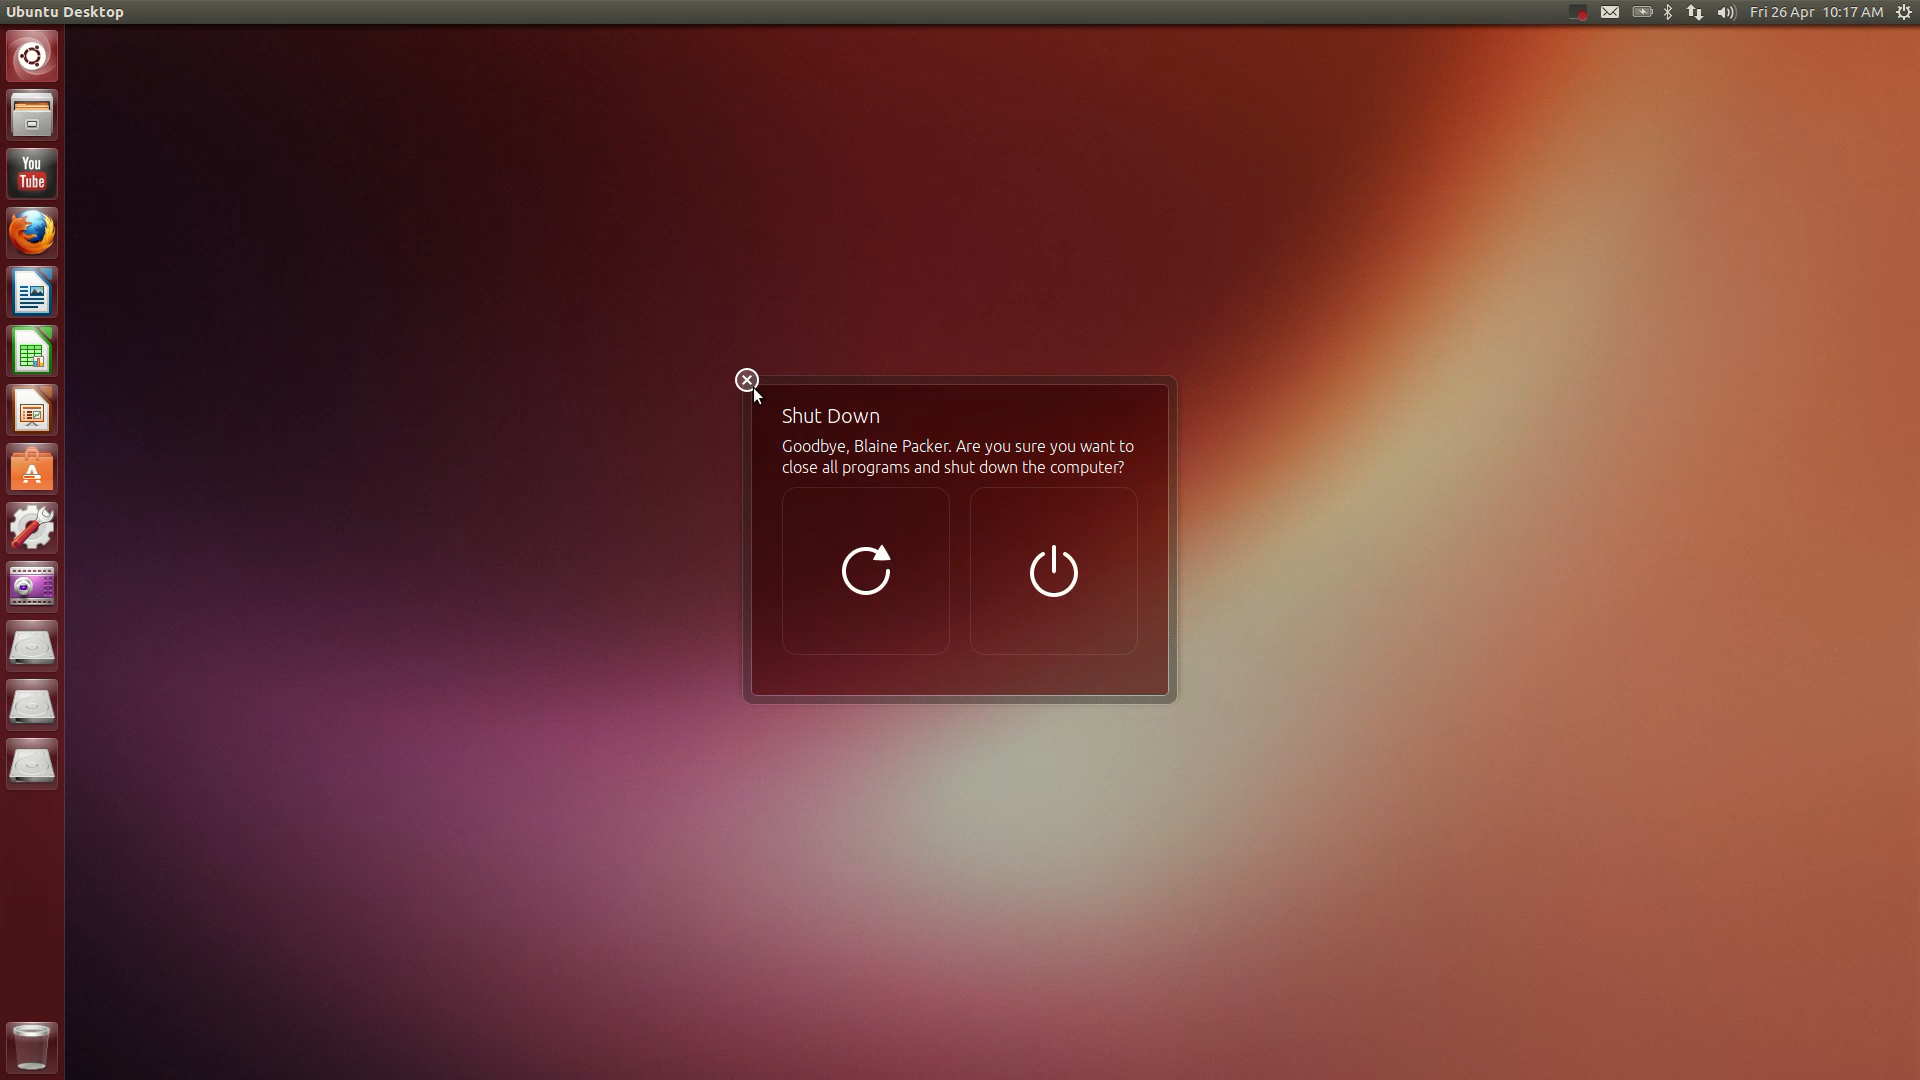 Ubuntu Desktop
Fri 26 Apr 10:17 AM
You
Tube
Shut Down
Goodbye, Blaine Packer. Are you sure you want to
close all programs and shut down the computer?